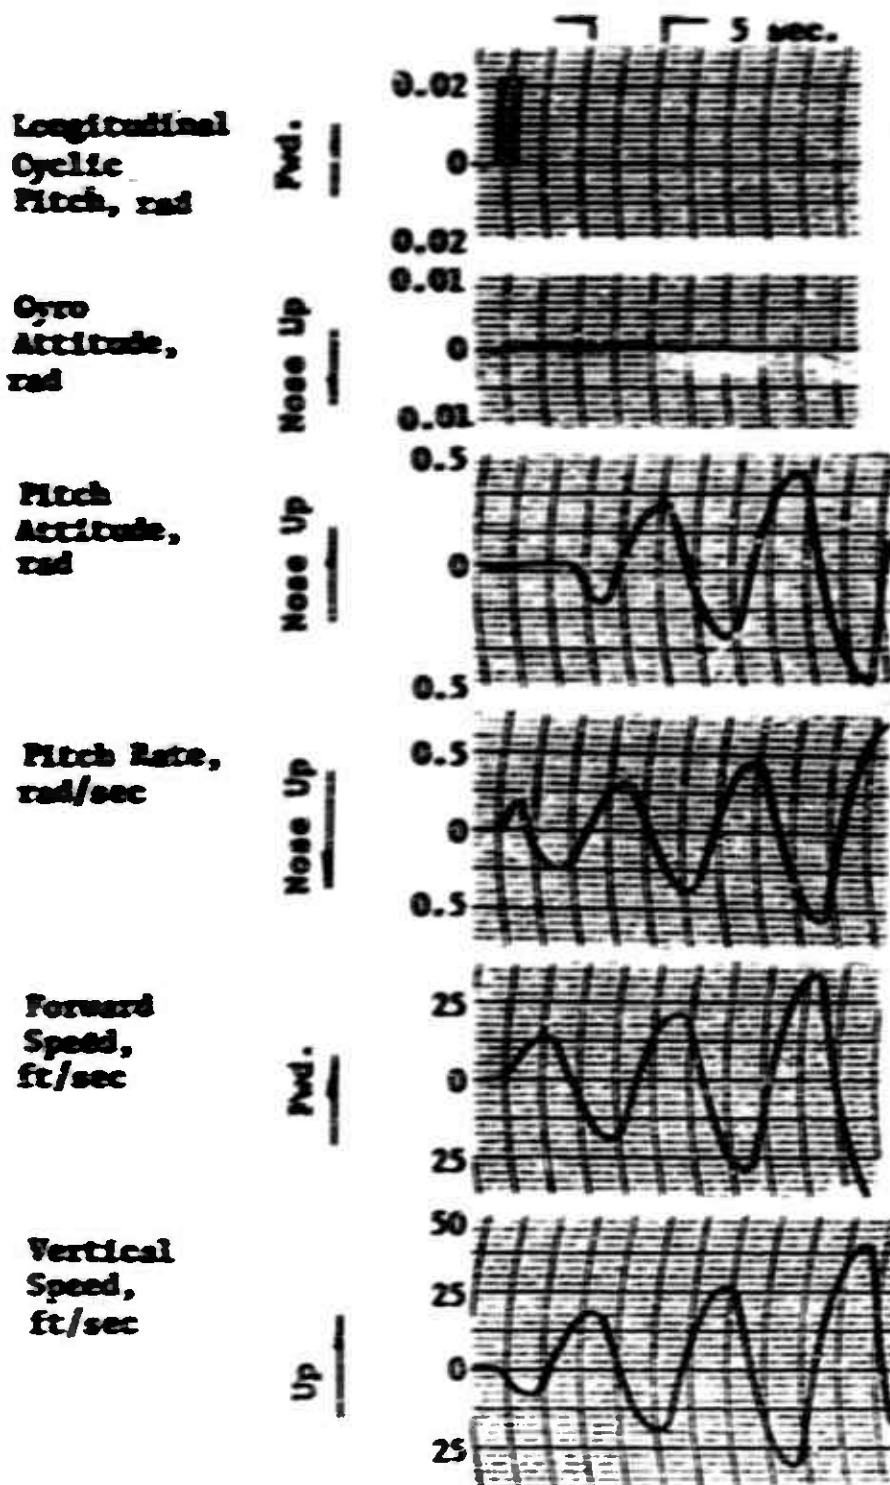 5 sec.
Longitudinal
Cyclic
Pitch, rad
Fwd.
0.02
0
0.02
Gyro
Attitude,
rad
Nose Up
0.01
0
0.01
Pitch
Attitude,
rad
Nose Up
0.5
0
0.5
Pitch Rate,
rad/sec
Nose Up
0.5
0
0.5
Forward
Speed,
ft/sec
Fwd.
25
0
25
Vertical
Speed,
ft/sec
Up
50
25
0
25